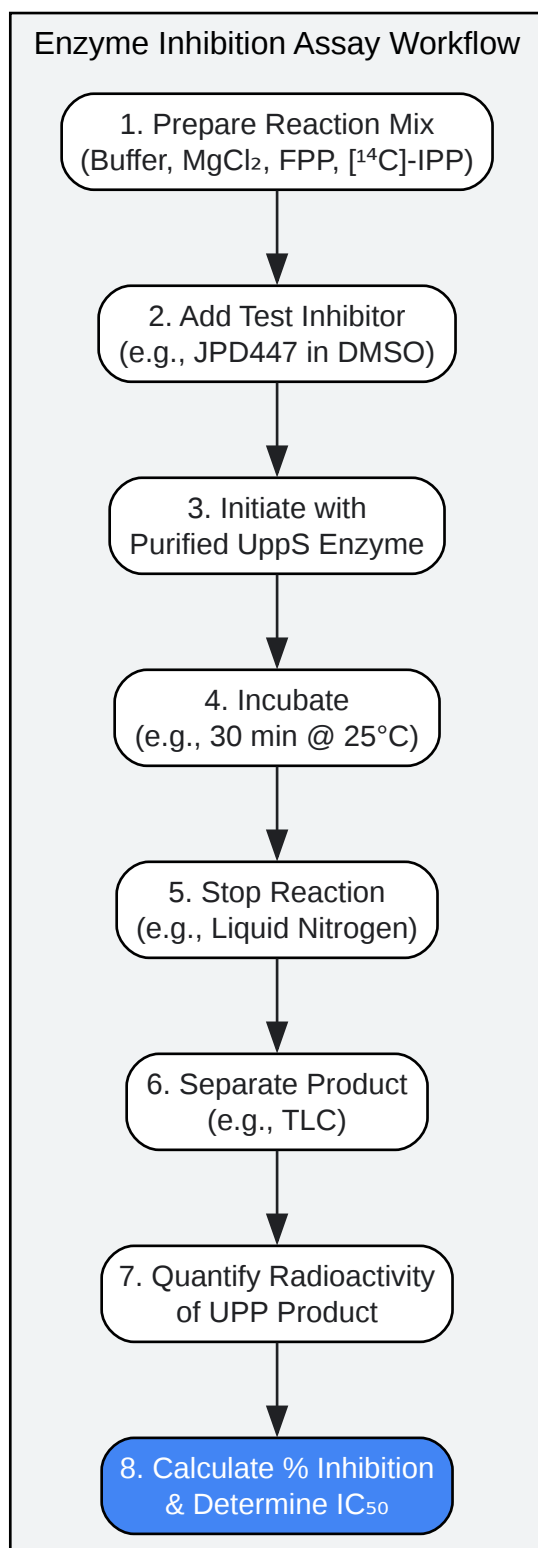 Enzyme Inhibition Assay Workflow
1. Prepare Reaction Mix
(Buffer, MgCl₂, FPP, [¹⁴C]-IPP)
2. Add Test Inhibitor
(e.g., JPD447 in DMSO)
3. Initiate with
Purified UppS Enzyme
4. Incubate
(e.g., 30 min @ 25°C)
5. Stop Reaction
(e.g., Liquid Nitrogen)
6. Separate Product
(e.g., TLC)
7. Quantify Radioactivity
of UPP Product
8. Calculate % Inhibition
& Determine IC₅₀